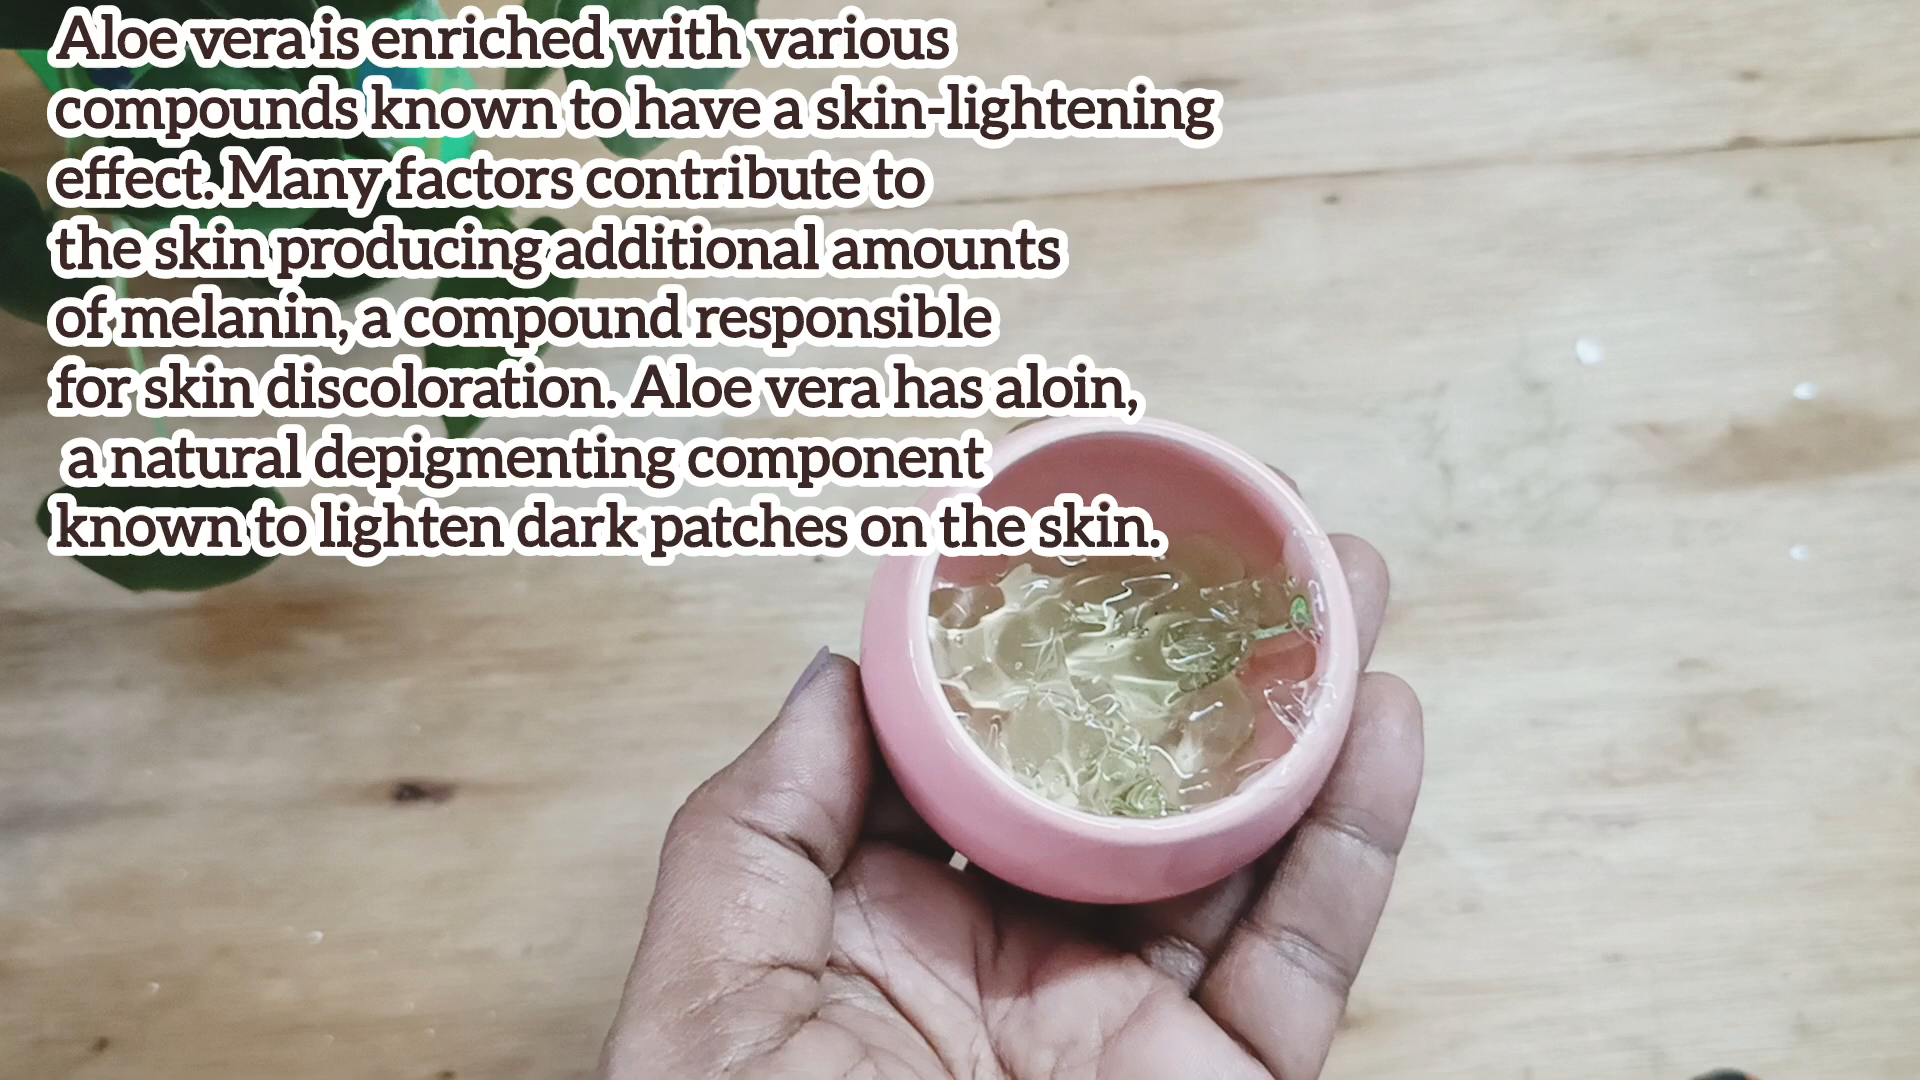 Aloe vera is enriched with various
compounds known to have a skin-lightening
effect. Many factors contribute to
the skin producing additional amounts
of melanin, a compound responsible
for skin discoloration. Aloe vera has aloin,
a natural depigmenting component
known to lighten dark patches on the skin.